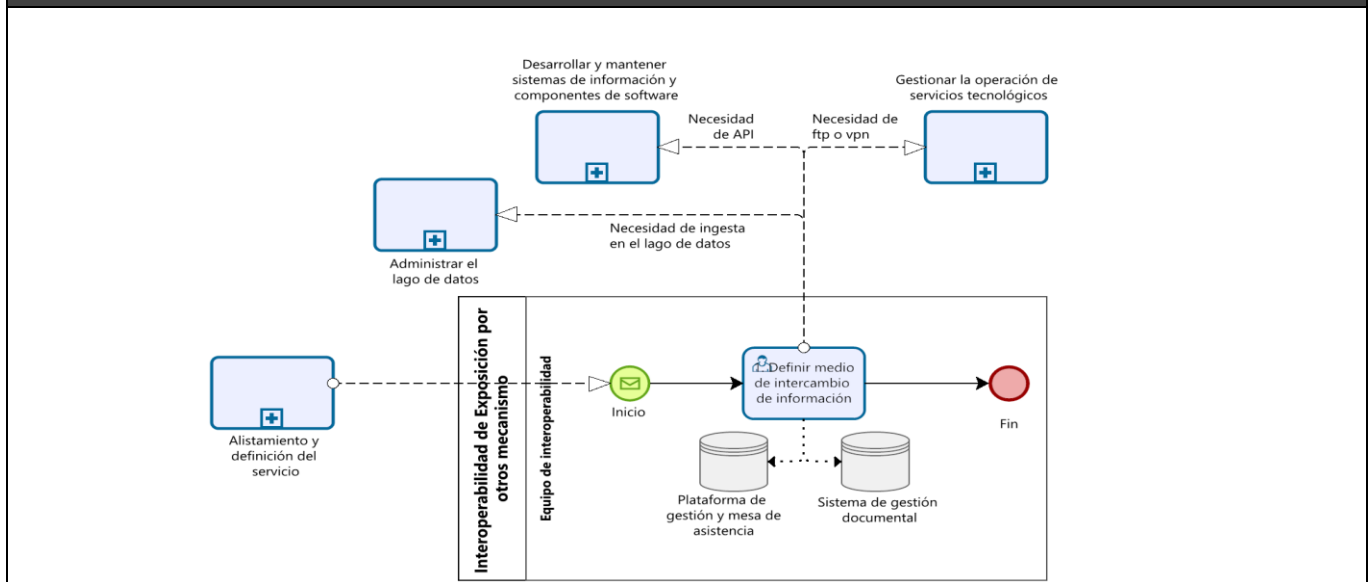 Desarrollar y mantener
sistemas de información y
componentes de software
Gestionar la operación de
servicios tecnológicos
Necesidad
de API
Necesidad de
ftp o vpn
Necesidad de ingesta
en el lago de datos
Administrar el
lago de datos
Alistamiento y
definición del
servicio
Interoperabilidad de Exposición por
otros mecanismo
Equipo de interoperabilidad
Inicio
Definir medio
de intercambio
de información
Fin
Plataforma de
gestión y mesa de
asistencia
Sistema de gestión
documental